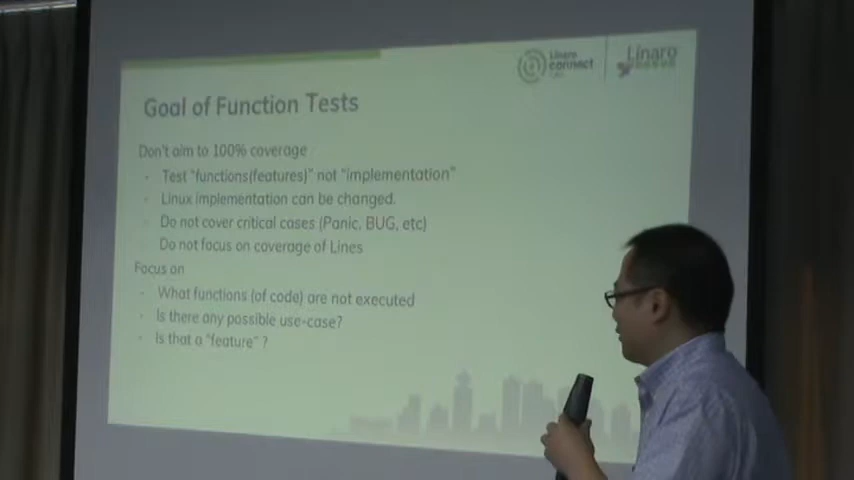 Linaro
connect
Linaro
Goal of Function Tests
Don't aim to 100% coverage
- Test "functions(features)" not "implementation"
- Linux implementation can be changed.
- Do not cover critical cases (Panic, BUG, etc)
- Do not focus on coverage of Lines
Focus on
- What functions (of code) are not executed
- Is there any possible use-case?
- Is that a "feature" ?